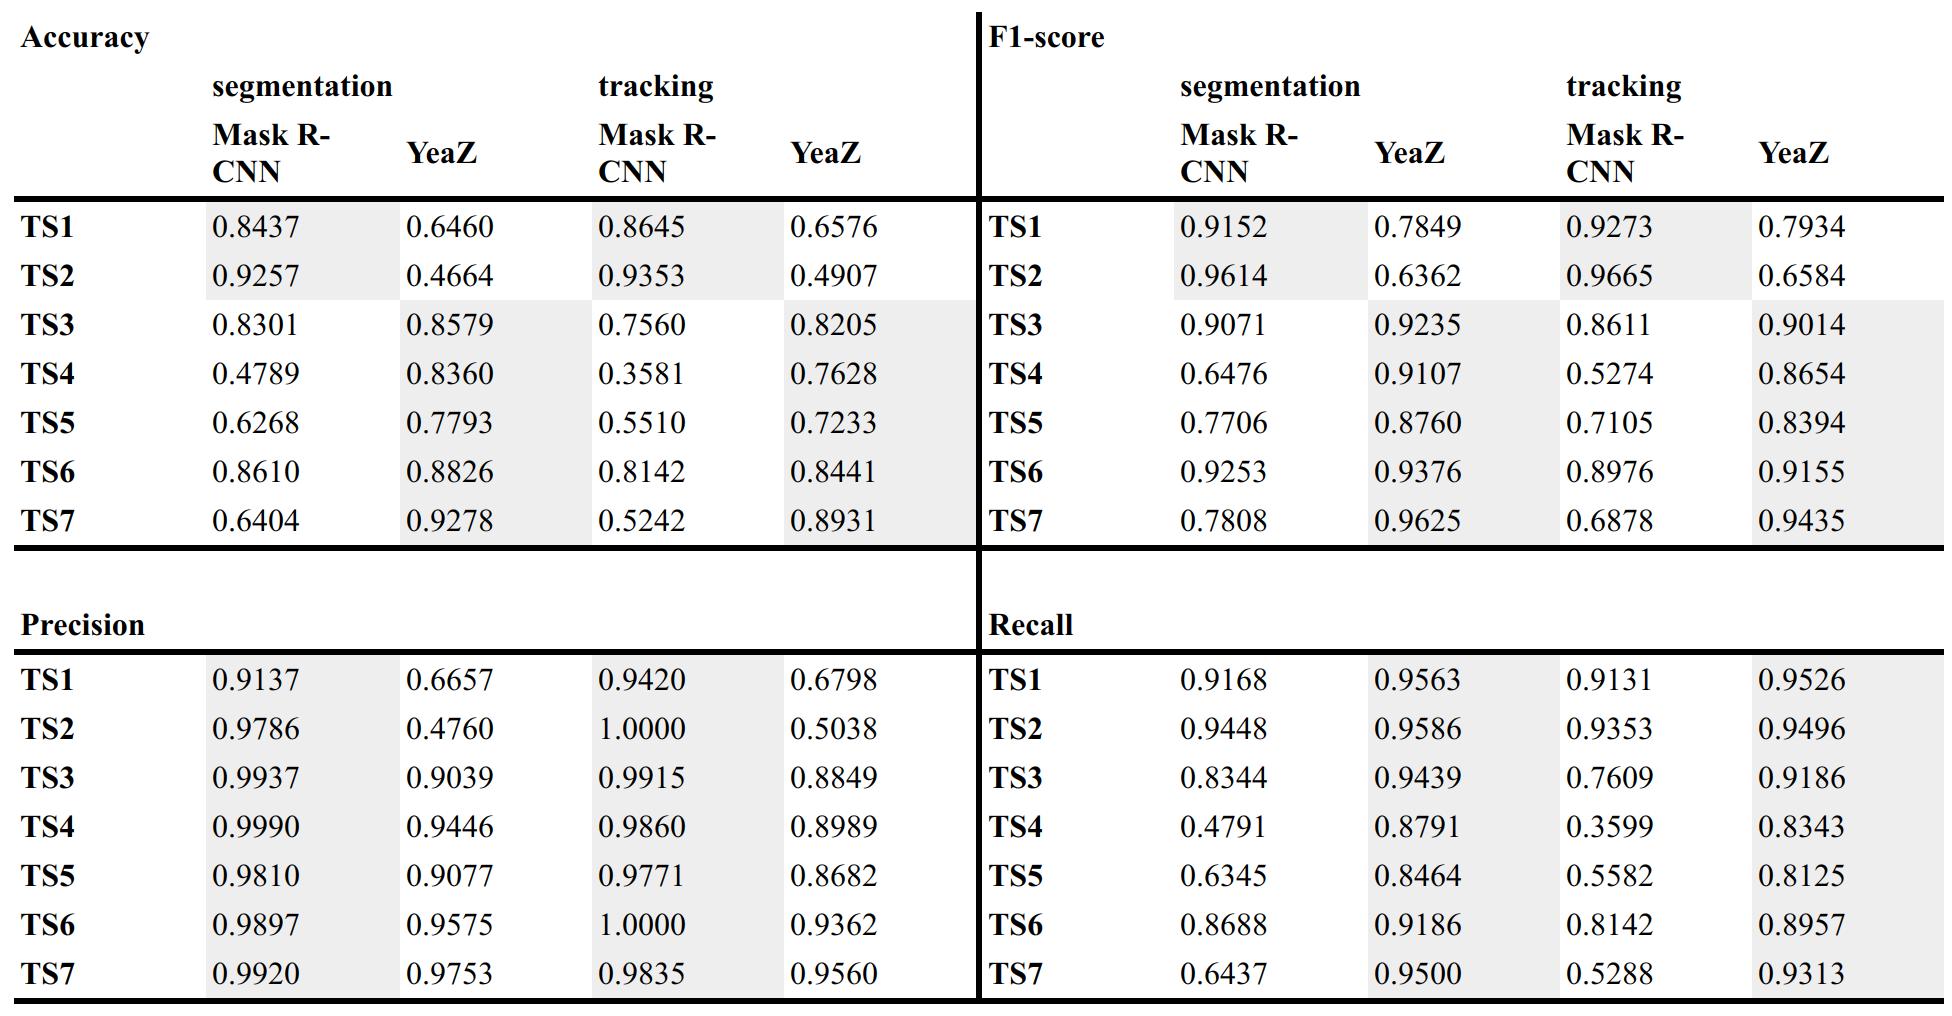 Accuracy F1-score
segmentation tracking segmentation tracking
Mask R-CNN YeaZ Mask R-CNN YeaZ Mask R-CNN YeaZ Mask R-CNN YeaZ
TS1 0.8437 0.6460 0.8645 0.6576 TS1 0.9152 0.7849 0.9273 0.7934
TS2 0.9257 0.4664 0.9353 0.4907 TS2 0.9614 0.6362 0.9665 0.6584
TS3 0.8301 0.8579 0.7560 0.8205 TS3 0.9071 0.9235 0.8611 0.9014
TS4 0.4789 0.8360 0.3581 0.7628 TS4 0.6476 0.9107 0.5274 0.8654
TS5 0.6268 0.7793 0.5510 0.7233 TS5 0.7706 0.8760 0.7105 0.8394
TS6 0.8610 0.8826 0.8142 0.8441 TS6 0.9253 0.9376 0.8976 0.9155
TS7 0.6404 0.9278 0.5242 0.8931 TS7 0.7808 0.9625 0.6878 0.9435
Precision Recall
TS1 0.9137 0.6657 0.9420 0.6798 TS1 0.9168 0.9563 0.9131 0.9526
TS2 0.9786 0.4760 1.0000 0.5038 TS2 0.9448 0.9586 0.9353 0.9496
TS3 0.9937 0.9039 0.9915 0.8849 TS3 0.8344 0.9439 0.7609 0.9186
TS4 0.9990 0.9446 0.9860 0.8989 TS4 0.4791 0.8791 0.3599 0.8343
TS5 0.9810 0.9077 0.9771 0.8682 TS5 0.6345 0.8464 0.5582 0.8125
TS6 0.9897 0.9575 1.0000 0.9362 TS6 0.8688 0.9186 0.8142 0.8957
TS7 0.9920 0.9753 0.9835 0.9560 TS7 0.6437 0.9500 0.5288 0.9313